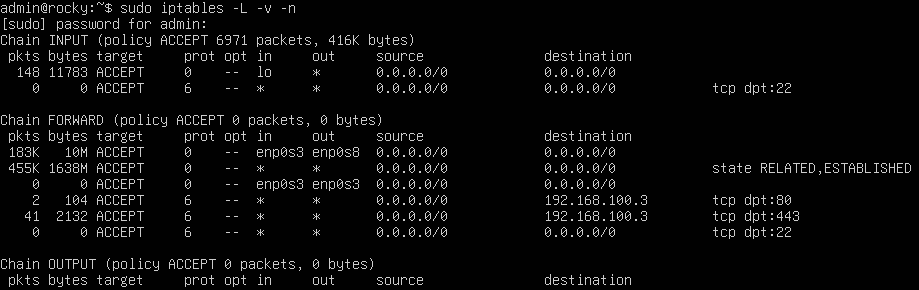 admin@rocky:~$ sudo iptables -L -v -n
[sudo] password for admin:
Chain INPUT (policy ACCEPT 6971 packets, 416K bytes)
 pkts bytes target     prot opt in     out     source               destination
  148 11783 ACCEPT     0    --  lo     *       0.0.0.0/0            0.0.0.0/0
    0     0 ACCEPT     6    --  *      *       0.0.0.0/0            0.0.0.0/0            tcp dpt:22

Chain FORWARD (policy ACCEPT 0 packets, 0 bytes)
 pkts bytes target     prot opt in     out     source               destination
 183K   10M ACCEPT     0    --  enp0s3 enp0s8  0.0.0.0/0            0.0.0.0/0
 455K 1638M ACCEPT     0    --  *      *       0.0.0.0/0            0.0.0.0/0            state RELATED,ESTABLISHED
    0     0 ACCEPT     0    --  enp0s3 enp0s3  0.0.0.0/0            0.0.0.0/0
    2   104 ACCEPT     6    --  *      *       0.0.0.0/0            192.168.100.3        tcp dpt:80
   41  2132 ACCEPT     6    --  *      *       0.0.0.0/0            192.168.100.3        tcp dpt:443
    0     0 ACCEPT     6    --  *      *       0.0.0.0/0            0.0.0.0/0            tcp dpt:22

Chain OUTPUT (policy ACCEPT 0 packets, 0 bytes)
 pkts bytes target     prot opt in     out     source               destination